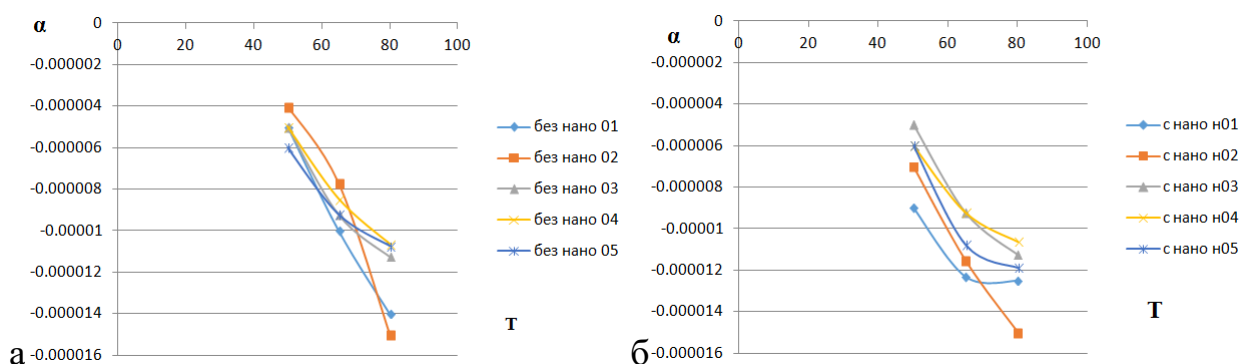 α
0
0 20 40 60 80 100
-0.000002
-0.000004
-0.000006
-0.000008
-0.00001
-0.000012
-0.000014
-0.000016
без нано 01
без нано 02
без нано 03
без нано 04
без нано 05
T
а
α
0
0 20 40 60 80 100
-0.000002
-0.000004
-0.000006
-0.000008
-0.00001
-0.000012
-0.000014
-0.000016
с нано н01
с нано н02
с нано н03
с нано н04
с нано н05
T
б